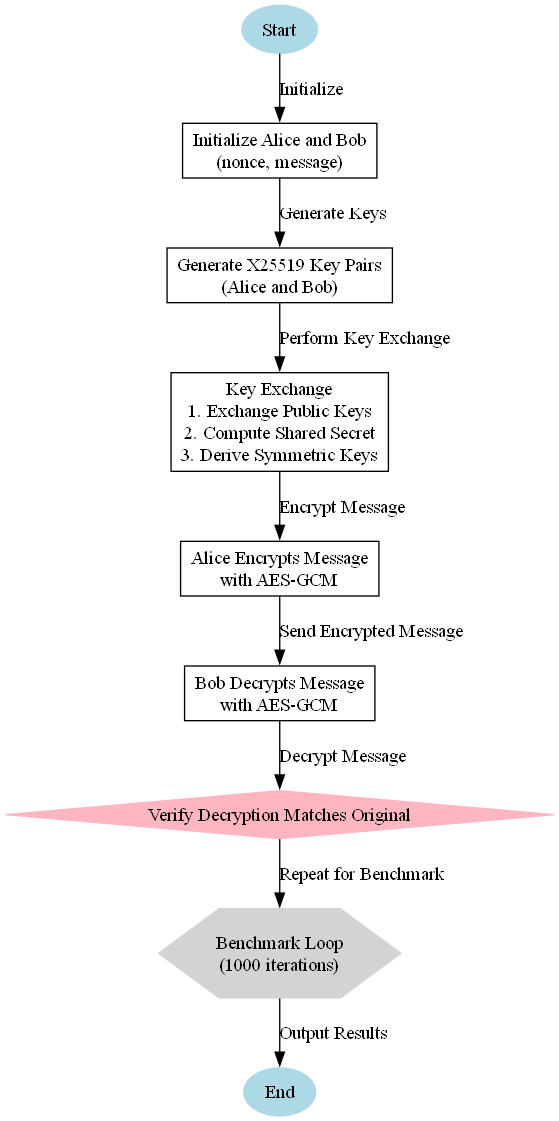 Start
Initialize
Initialize Alice and Bob
(nonce, message)
Generate Keys
Generate X25519 Key Pairs
(Alice and Bob)
Perform Key Exchange
Key Exchange
1. Exchange Public Keys
2. Compute Shared Secret
3. Derive Symmetric Keys
Encrypt Message
Alice Encrypts Message
with AES-GCM
Send Encrypted Message
Bob Decrypts Message
with AES-GCM
Decrypt Message
Verify Decryption Matches Original
Repeat for Benchmark
Benchmark Loop
(1000 iterations)
Output Results
End